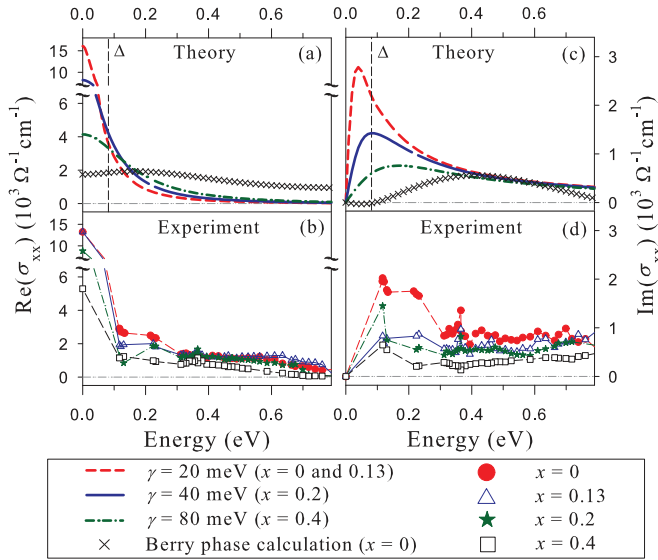 0.0 0.2 0.4 0.6
0.0 0.2 0.4 0.6
Δ Theory (a)
Δ Theory (c)
15
10
6
4
2
0
3
2
1
0
Re(σxx) (10³ Ω⁻¹cm⁻¹)
Im(σxx) (10³ Ω⁻¹cm⁻¹)
Experiment
(b)
Experiment
(d)
15
10
6
4
2
0
3
2
1
0
0.0 0.2 0.4 0.6
0.0 0.2 0.4 0.6
Energy (eV)
Energy (eV)
γ = 20 meV (x = 0 and 0.13)
γ = 40 meV (x = 0.2)
γ = 80 meV (x = 0.4)
Berry phase calculation (x = 0)
x = 0
x = 0.13
x = 0.2
x = 0.4